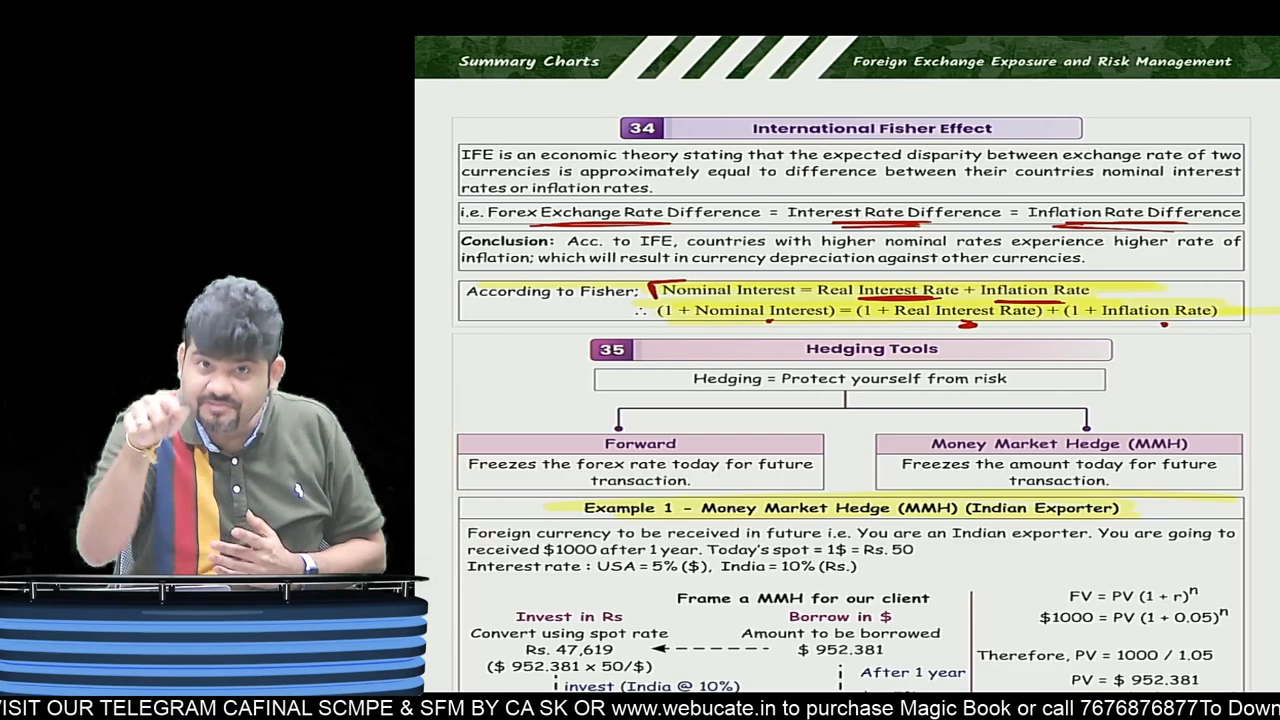 Summary Charts
Foreign Exchange Exposure and Risk Management
34 International Fisher Effect
IFE is an economic theory stating that the expected disparity between exchange rate of two
currencies is approximately equal to difference between their countries nominal interest
rates or inflation rates.
i.e. Forex Exchange Rate Difference = Interest Rate Difference = Inflation Rate Difference
Conclusion: Acc. to IFE, countries with higher nominal rates experience higher rate of
inflation; which will result in currency depreciation against other currencies.
According to Fisher; Nominal Interest = Real Interest Rate + Inflation Rate
∴ (1 + Nominal Interest) = (1 + Real Interest Rate) + (1 + Inflation Rate)
35 Hedging Tools
Hedging = Protect yourself from risk
Forward
Freezes the forex rate today for future
transaction.
Money Market Hedge (MMH)
Freezes the amount today for future
transaction.
Example 1 - Money Market Hedge (MMH) (Indian Exporter)
Foreign currency to be received in future i.e. You are an Indian exporter. You are going to
received $1000 after 1 year. Today's spot = 1$ = Rs. 50
Interest rate : USA = 5% ($), India = 10% (Rs.)
Frame a MMH for our client
Invest in Rs
Convert using spot rate
Rs. 47,619
($ 952.381 x 50/$)
invest (India @ 10%)
Borrow in $
Amount to be borrowed
$ 952.381
After 1 year
FV = PV (1 + r)ⁿ
$1000 = PV (1 + 0.05)ⁿ
Therefore, PV = 1000 / 1.05
PV = $ 952.381
VISIT OUR TELEGRAM CAFINAL SCMPE & SFM BY CA SK OR www.webucate.in to purchase Magic Book or call 7676876877To Down